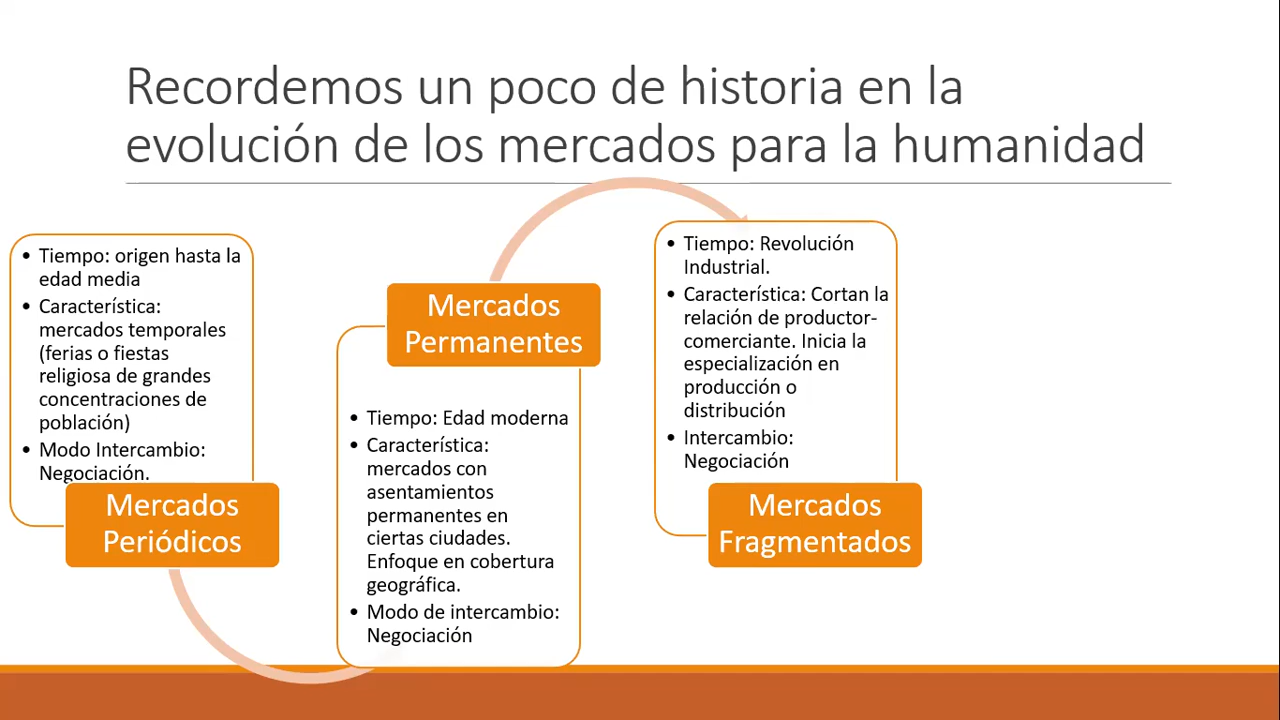 Recordemos un poco de historia en la
evolución de los mercados para la humanidad
• Tiempo: origen hasta la
edad media
• Característica:
mercados temporales
(ferias o fiestas
religiosa de grandes
concentraciones de
población)
• Modo Intercambio:
Negociación.
Mercados
Periódicos
Mercados
Permanentes
• Tiempo: Edad moderna
• Característica:
mercados con
asentamientos
permanentes en
ciertas ciudades.
Enfoque en cobertura
geográfica.
• Modo de intercambio:
Negociación
• Tiempo: Revolución
Industrial.
• Característica: Cortan la
relación de productor-
comerciante. Inicia la
especialización en
producción o
distribución
• Intercambio:
Negociación
Mercados
Fragmentados